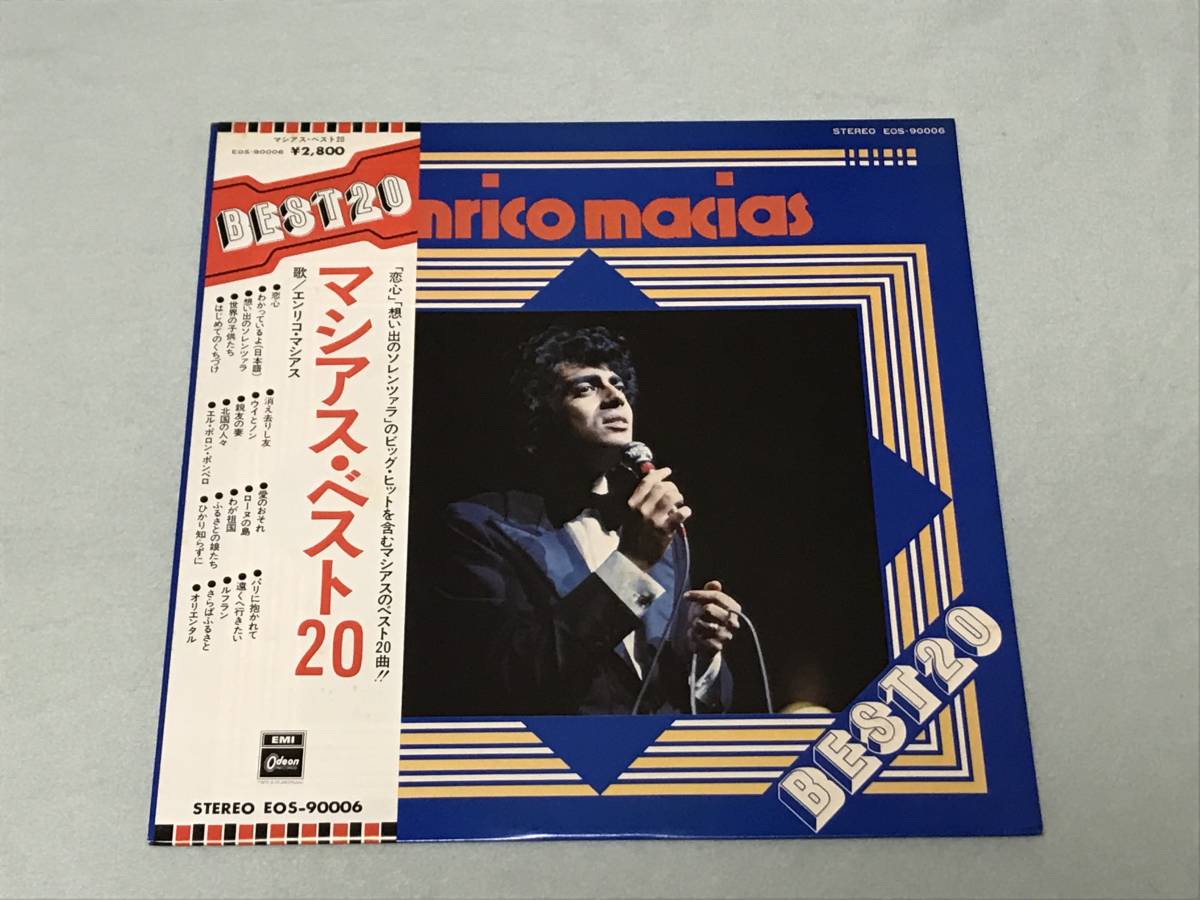 マシアス・ベスト20
EOS-90006 ¥2,800
BEST20
マシアス・ベスト20
歌/エンリコ・マシアス
「恋心」「想い出のソレンツァラ」のビッグ・ヒットを含むマシアスのベスト20曲!!
●恋心
●わかっているよ(日本語)
●想い出のソレンツァラ
●世界の子供たち
●はじめてのくちづけ
●消え去りし友
●ウイとノン
●親友の妻
●北国の人々
●エル・ポロン・ポンペロ
●愛のおそれ
●ローヌの島
●わが祖国
●ふるさとの娘たち
●ひかり知らずに
●パリに抱かれて
●遠くへ行きたい
●ルフラン
●さらばふるさと
●オリエンタル
EMI
Odeon
STEREO EOS-90006
STEREO EOS-90006
nrico macias
BEST20